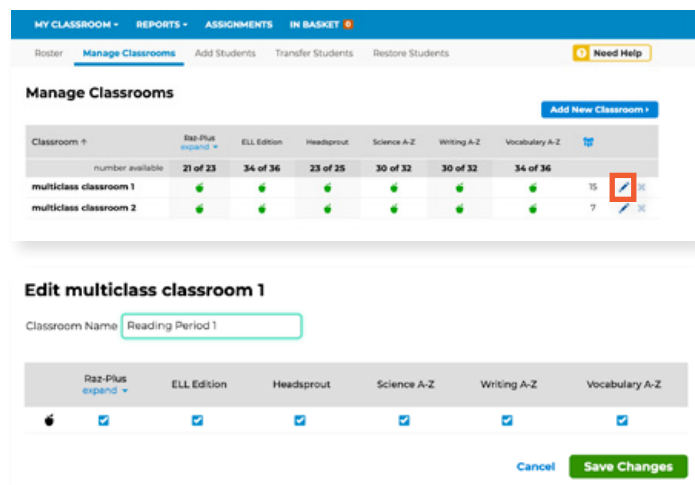 MY CLASSROOM REPORTS ASSIGNMENTS IN BASKET 0
Roster Manage Classrooms Add Students Transfer Students Restore Students ? Need Help
Manage Classrooms
Add New Classroom ›
Classroom ↑ Raz-Plus ELL Edition Headsprout Science A-Z Writing A-Z Vocabulary A-Z
expand
number available 21 of 23 34 of 36 23 of 25 30 of 32 30 of 32 34 of 36
multiclass classroom 1 15
multiclass classroom 2 7
Edit multiclass classroom 1
Classroom Name Reading Period 1
Raz-Plus ELL Edition Headsprout Science A-Z Writing A-Z Vocabulary A-Z
expand
Cancel Save Changes